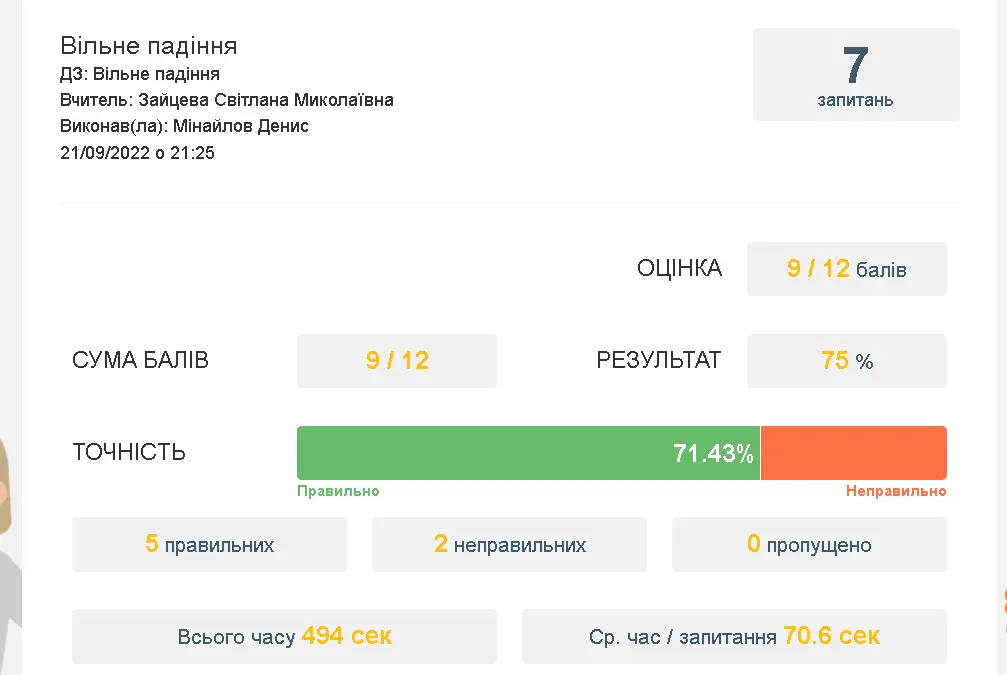 Вільне падіння
ДЗ: Вільне падіння
Вчитель: Зайцева Світлана Миколаївна
Виконав(ла): Мінайлов Денис
21/09/2022 о 21:25
7
запитань
ОЦІНКА 9 / 12 балів
СУМА БАЛІВ 9 / 12 РЕЗУЛЬТАТ 75 %
ТОЧНІСТЬ 71.43%
Правильно Неправильно
5 правильних 2 неправильних 0 пропущено
Всього часу 494 сек Ср. час / запитання 70.6 сек